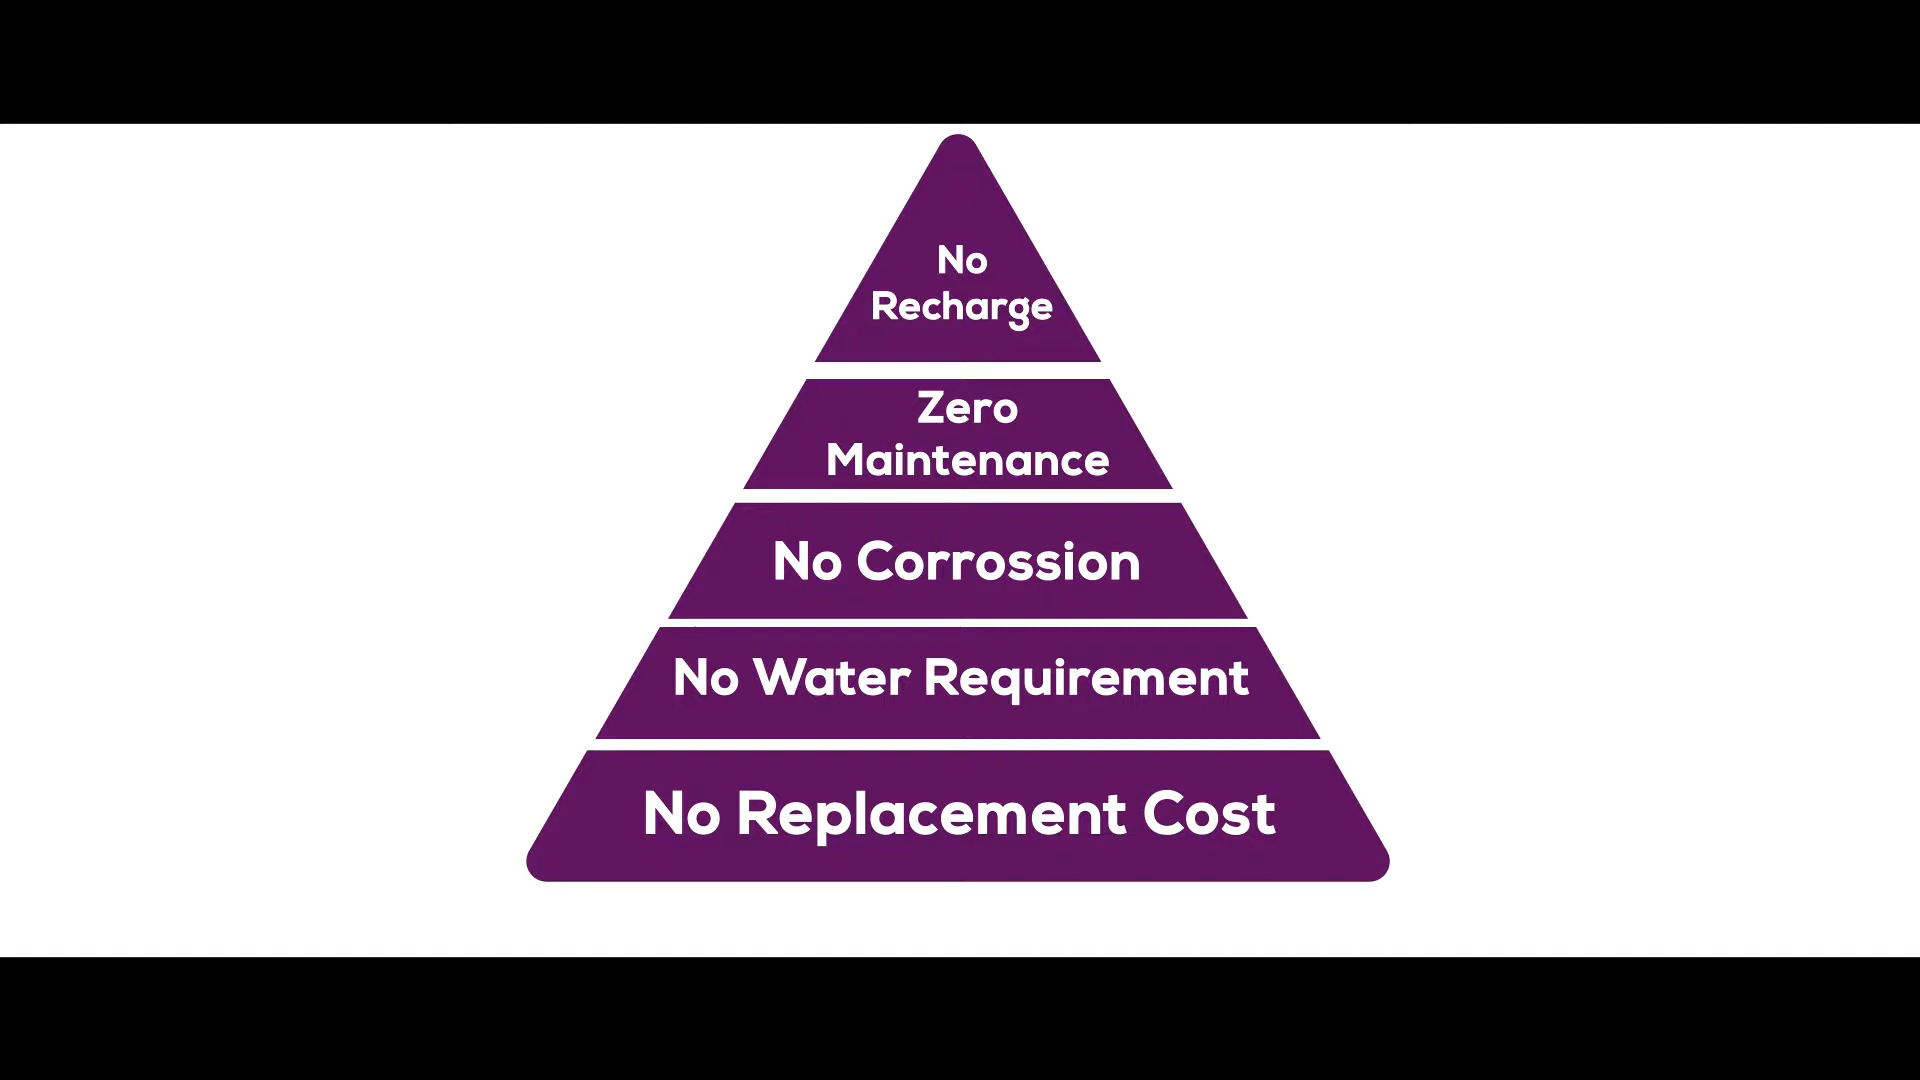 No
Recharge
Zero
Maintenance
No Corrossion
No Water Requirement
No Replacement Cost